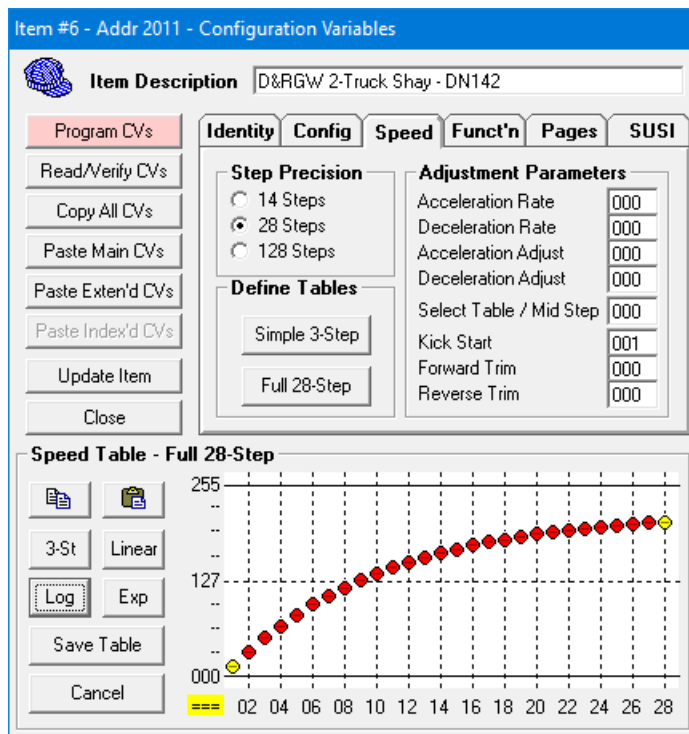 Item #6 - Addr 2011 - Configuration Variables
Item Description D&RGW 2-Truck Shay - DN142
Program CVs
Read/Verify CVs
Copy All CVs
Paste Main CVs
Paste Exten'd CVs
Paste Index'd CVs
Update Item
Close
Identity Config Speed Funct'n Pages SUSI
Step Precision
14 Steps
28 Steps
128 Steps
Define Tables
Simple 3-Step
Full 28-Step
Adjustment Parameters
Acceleration Rate 000
Deceleration Rate 000
Acceleration Adjust 000
Deceleration Adjust 000
Select Table / Mid Step 000
Kick Start 001
Forward Trim 000
Reverse Trim 000
Speed Table - Full 28-Step
3-St Linear
Log Exp
Save Table
Cancel
255
--
--
--
127
--
--
--
000
=== 02 04 06 08 10 12 14 16 18 20 22 24 26 28